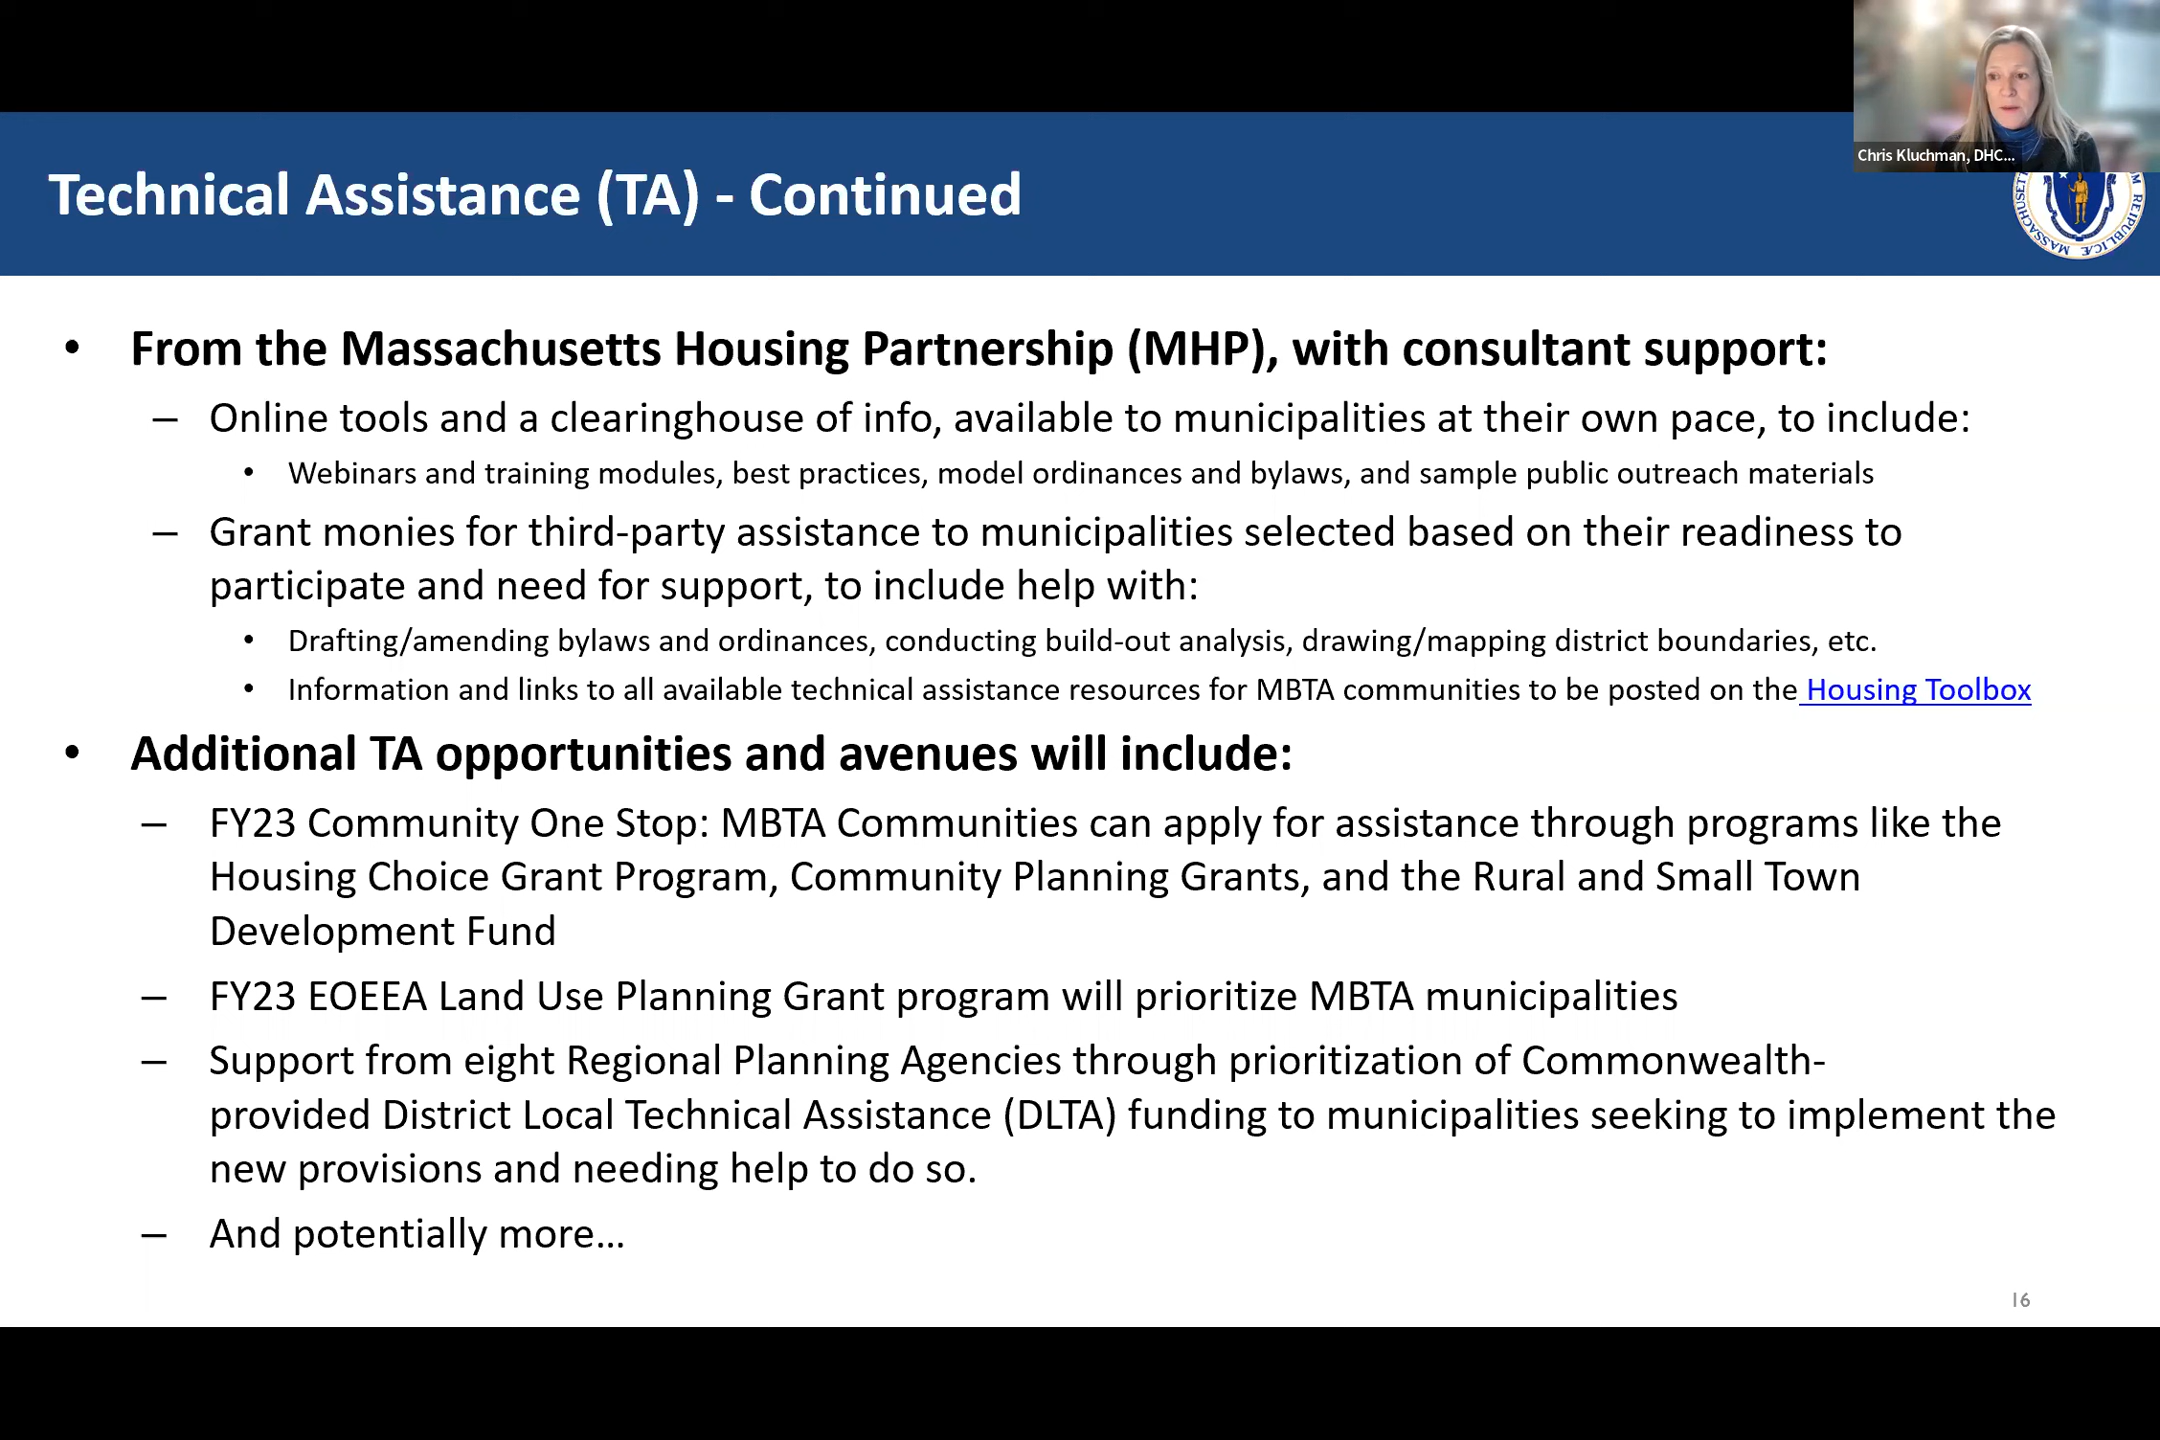 Chris Kluchman, DHC...
Technical Assistance (TA) - Continued
MASSACHUSETT
M REIPUBLICÆ
• From the Massachusetts Housing Partnership (MHP), with consultant support:
– Online tools and a clearinghouse of info, available to municipalities at their own pace, to include:
• Webinars and training modules, best practices, model ordinances and bylaws, and sample public outreach materials
– Grant monies for third-party assistance to municipalities selected based on their readiness to
participate and need for support, to include help with:
• Drafting/amending bylaws and ordinances, conducting build-out analysis, drawing/mapping district boundaries, etc.
• Information and links to all available technical assistance resources for MBTA communities to be posted on the Housing Toolbox
• Additional TA opportunities and avenues will include:
– FY23 Community One Stop: MBTA Communities can apply for assistance through programs like the
Housing Choice Grant Program, Community Planning Grants, and the Rural and Small Town
Development Fund
– FY23 EOEEA Land Use Planning Grant program will prioritize MBTA municipalities
– Support from eight Regional Planning Agencies through prioritization of Commonwealth-
provided District Local Technical Assistance (DLTA) funding to municipalities seeking to implement the
new provisions and needing help to do so.
– And potentially more…
16